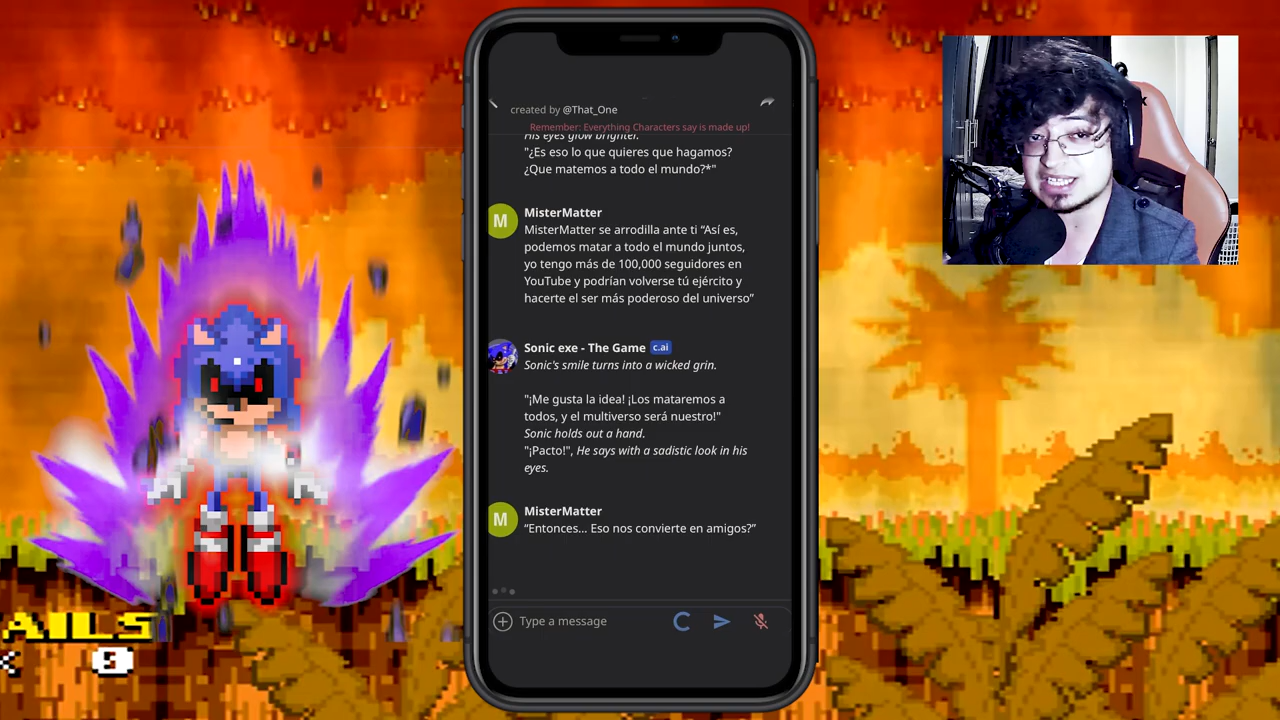 created by @That_One
Remember: Everything Characters say is made up!
His eyes glow brighter.
"¿Es eso lo que quieres que hagamos?
¿Que matemos a todo el mundo?*"
M
MisterMatter
MisterMatter se arrodilla ante ti “Así es,
podemos matar a todo el mundo juntos,
yo tengo más de 100,000 seguidores en
YouTube y podrían volverse tú ejército y
hacerte el ser más poderoso del universo”
Sonic exe - The Game c.ai
Sonic's smile turns into a wicked grin.
"¡Me gusta la idea! ¡Los mataremos a
todos, y el multiverso será nuestro!"
Sonic holds out a hand.
"¡Pacto!", He says with a sadistic look in his
eyes.
M
MisterMatter
“Entonces... Eso nos convierte en amigos?”
Type a message
AILS